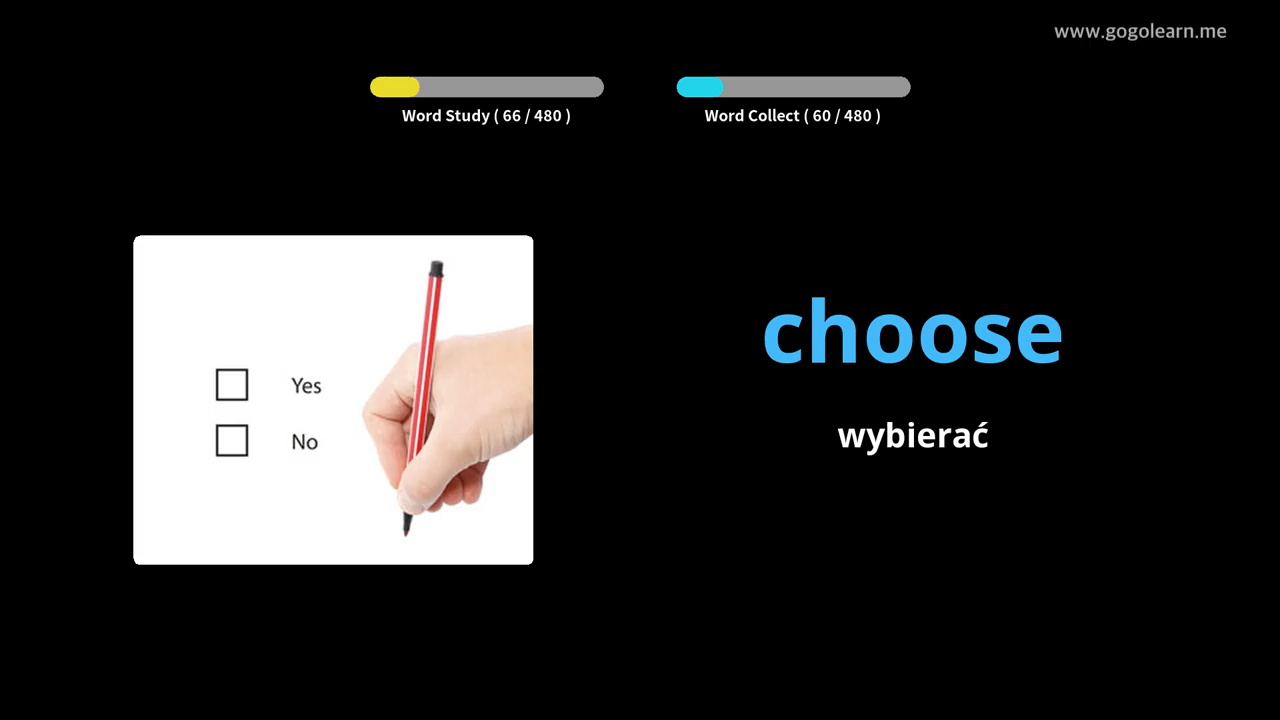 www.gogolearn.me
Word Study ( 66 / 480 )
Word Collect ( 60 / 480 )
Yes
No
choose
wybierać